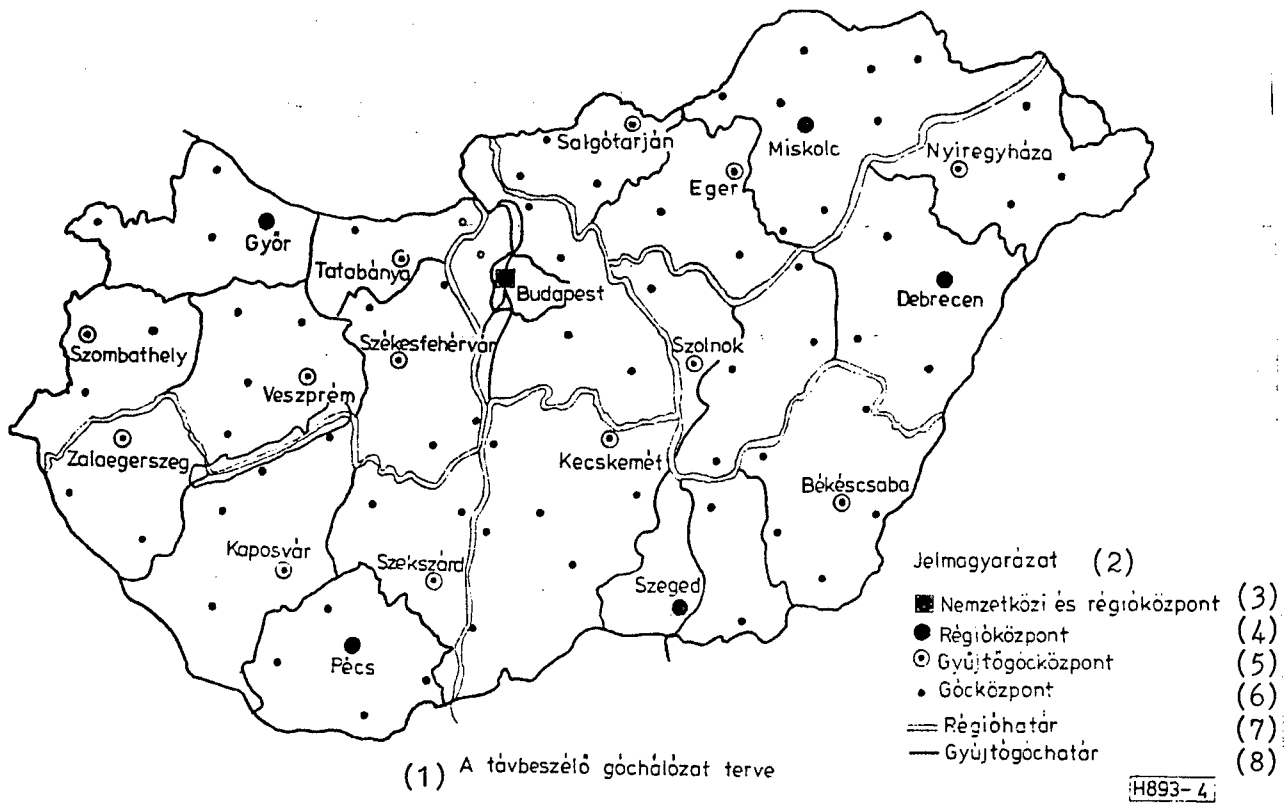 Salgótarján
Miskolc
Nyiregyháza
Eger
Győr
Tatabánya
Budapest
Debrecen
Szombathely
Székesfehérvár
Szolnok
Veszprém
Zalaegerszeg
Kecskemét
Békéscsaba
Kaposvár
Szekszárd
Szeged
Pécs
Jelmagyarázat (2)
Nemzetközi és régióközpont (3)
Régióközpont (4)
Gyűjtőgócközpont (5)
Gócközpont (6)
Régióhatár (7)
Gyűjtőgóchatár (8)
(1) A távbeszélő góchálózat terve
H893-4